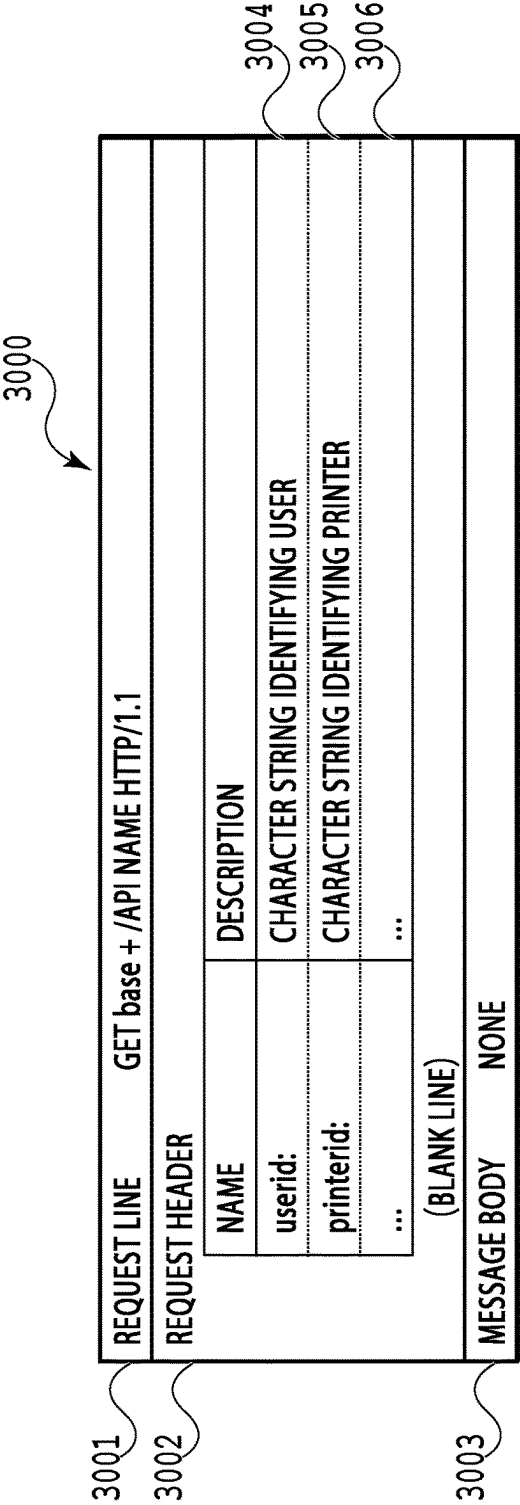 3000
3001
REQUEST LINE GET base + /API NAME HTTP/1.1
3002
REQUEST HEADER
NAME DESCRIPTION
userid: CHARACTER STRING IDENTIFYING USER 3004
printerid: CHARACTER STRING IDENTIFYING PRINTER 3005
... ... 3006
(BLANK LINE)
3003
MESSAGE BODY NONE